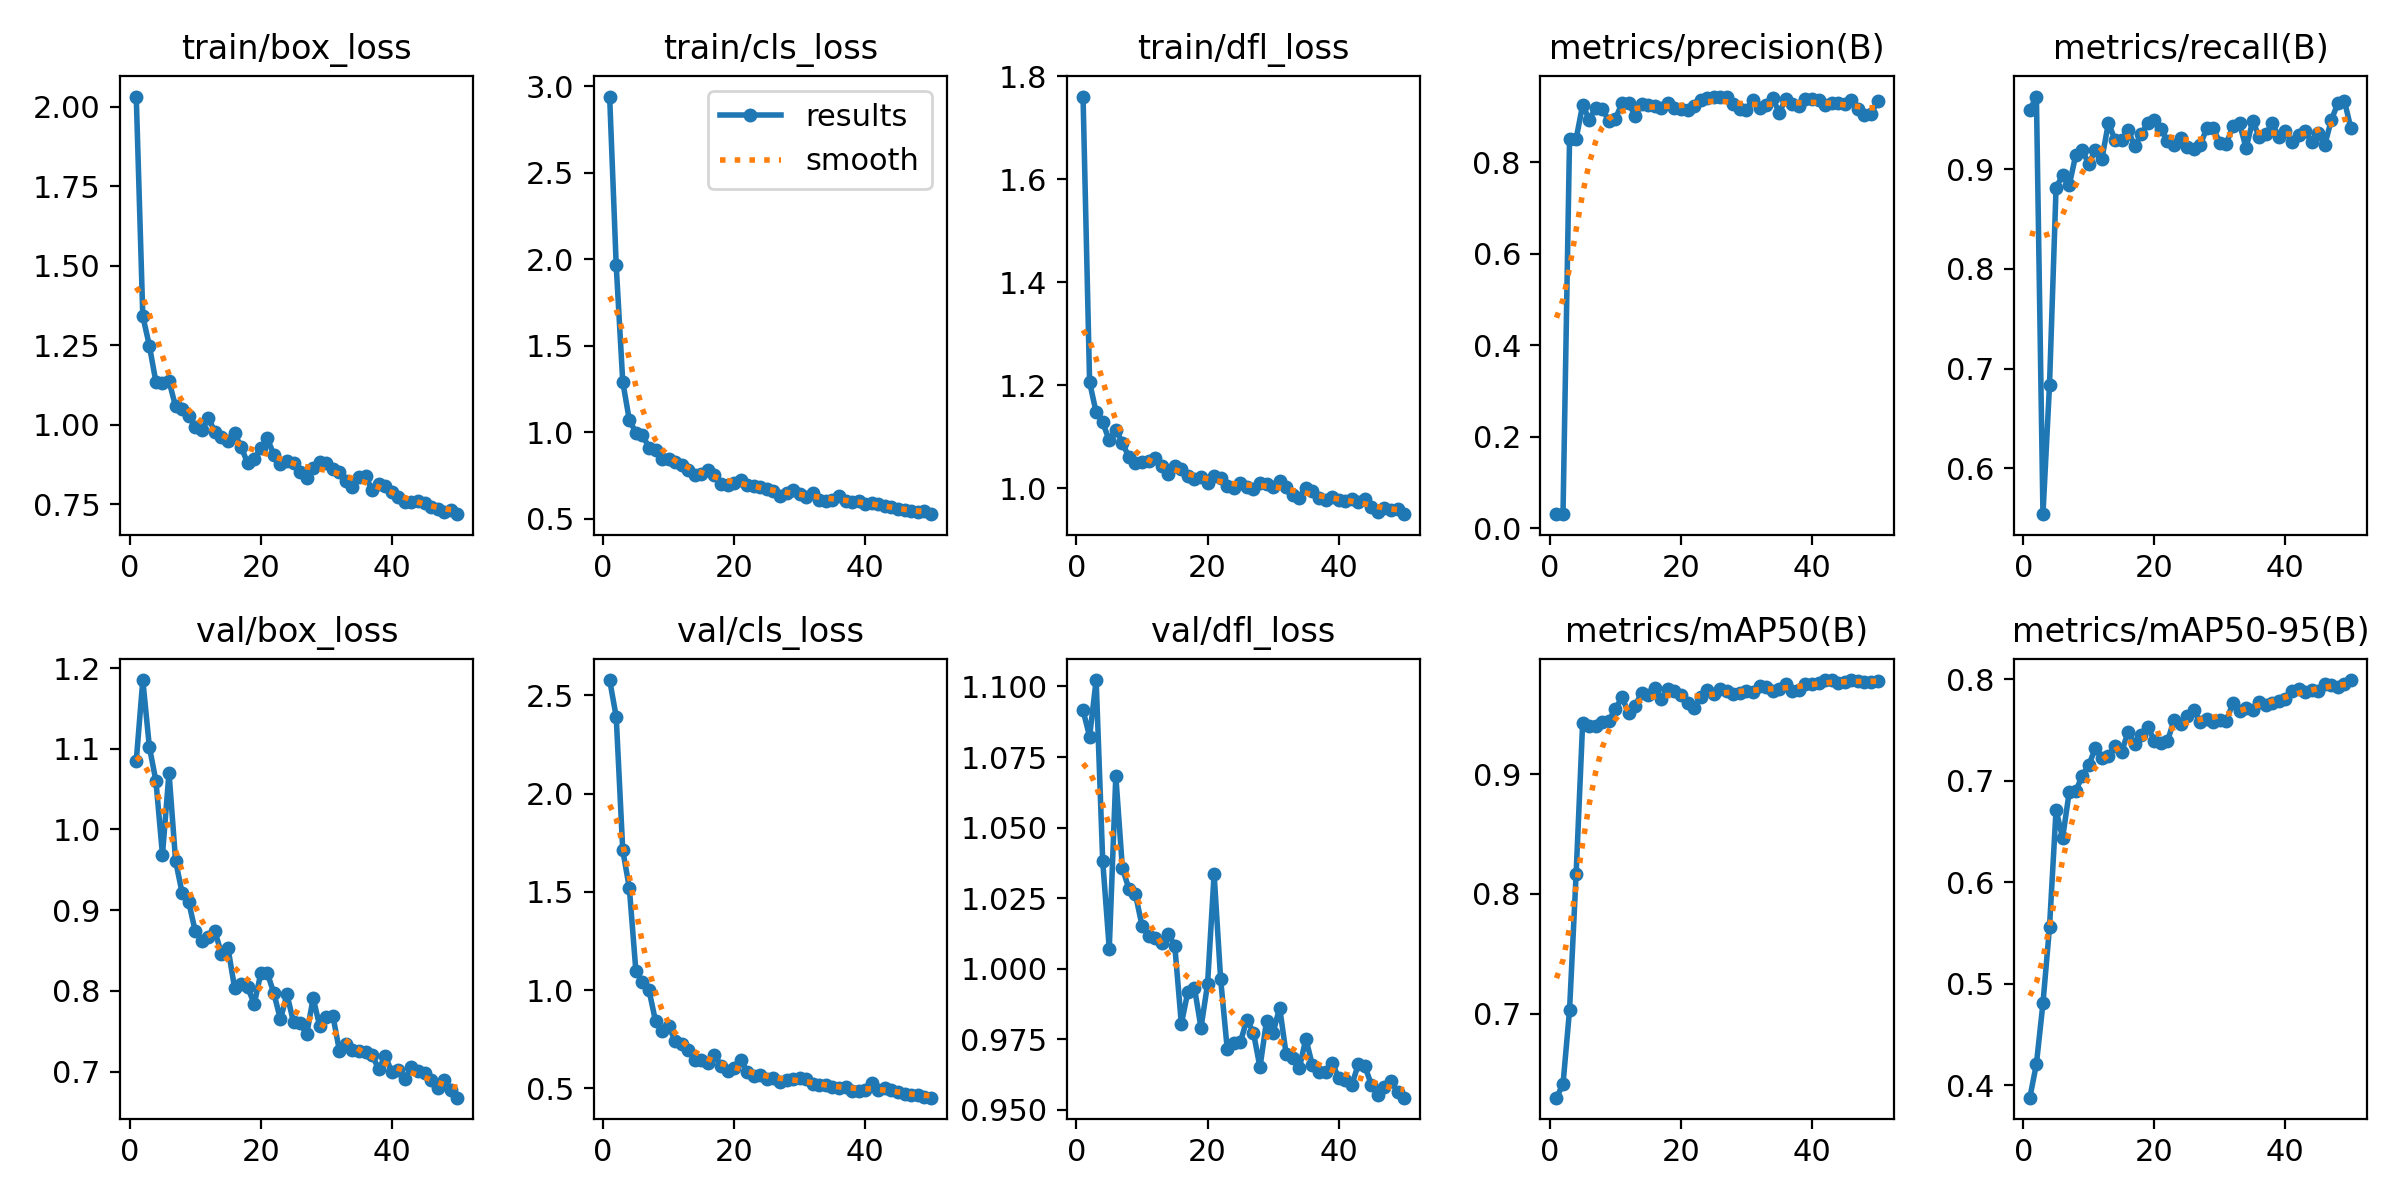 train/box_loss
2.00
1.75
1.50
1.25
1.00
0.75
0 20 40
train/cls_loss
results
smooth
3.0
2.5
2.0
1.5
1.0
0.5
0 20 40
train/dfl_loss
1.8
1.6
1.4
1.2
1.0
0 20 40
metrics/precision(B)
0.8
0.6
0.4
0.2
0.0
0 20 40
metrics/recall(B)
0.9
0.8
0.7
0.6
0 20 40
val/box_loss
1.2
1.1
1.0
0.9
0.8
0.7
0 20 40
val/cls_loss
2.5
2.0
1.5
1.0
0.5
0 20 40
val/dfl_loss
1.100
1.075
1.050
1.025
1.000
0.975
0.950
0 20 40
metrics/mAP50(B)
0.9
0.8
0.7
0 20 40
metrics/mAP50-95(B)
0.8
0.7
0.6
0.5
0.4
0 20 40